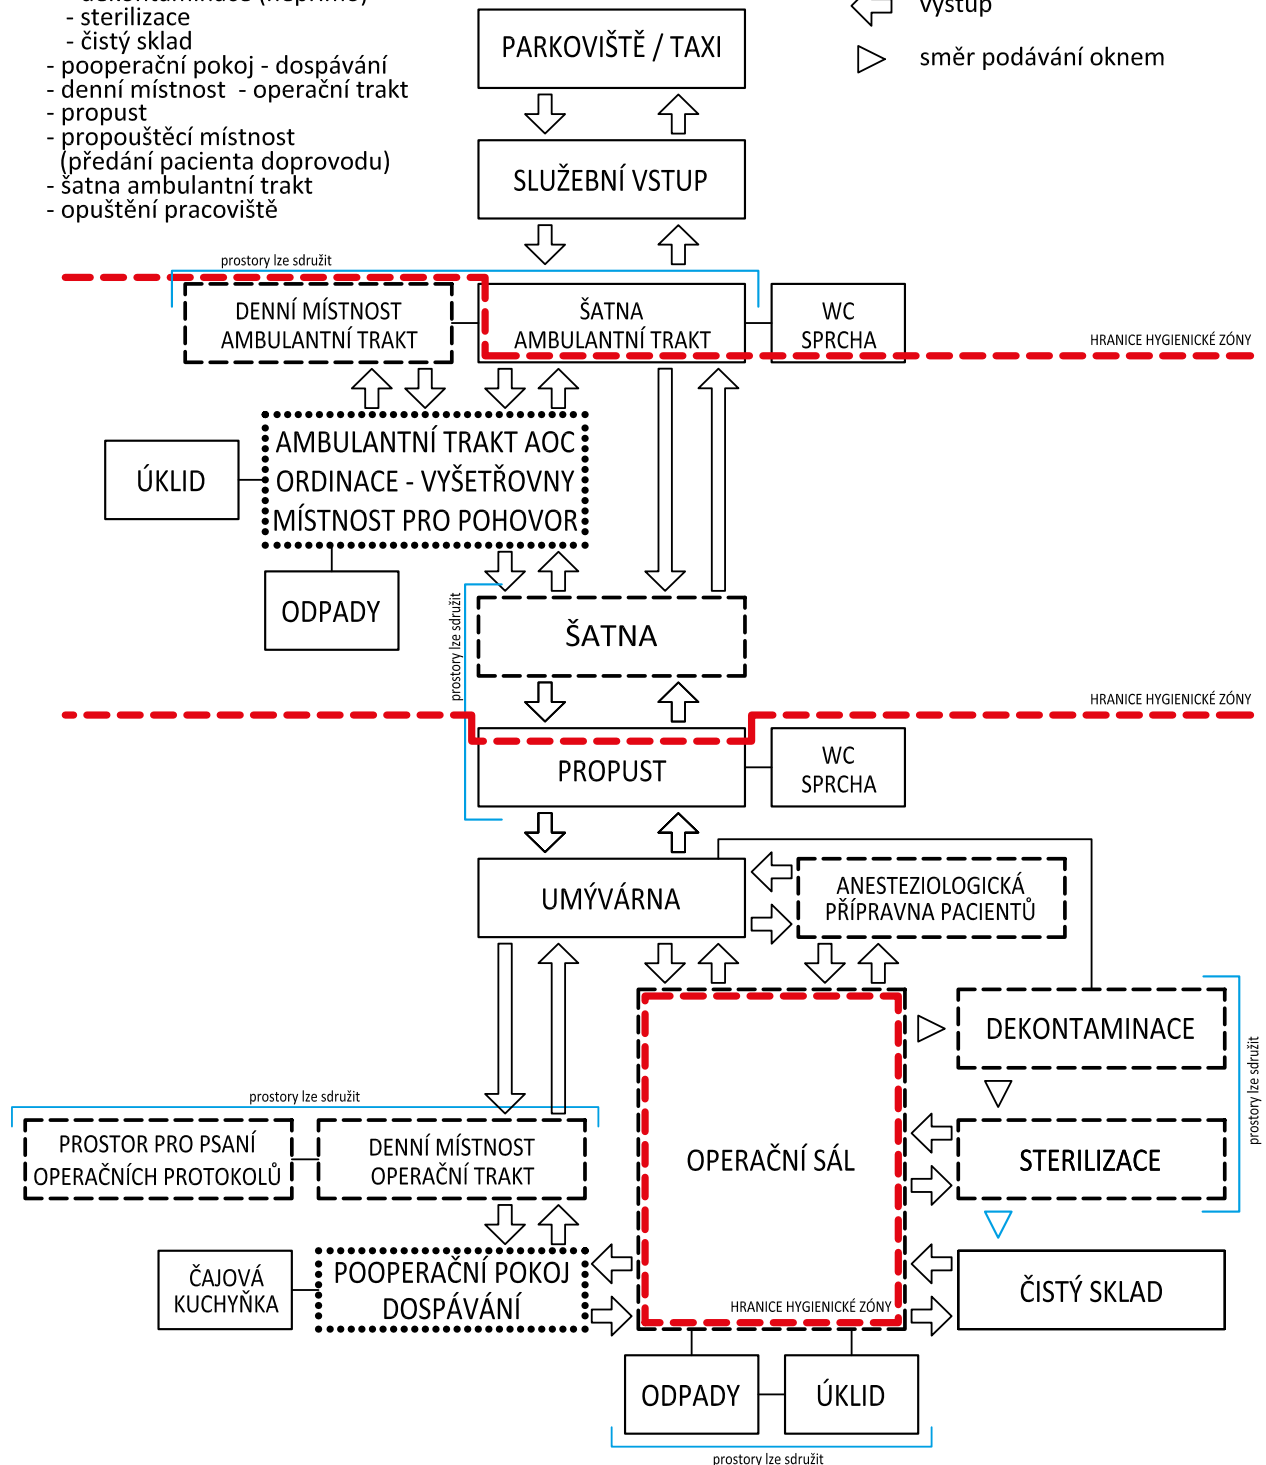 - dekontaminace (nepřímo)
- sterilizace
- čistý sklad
- pooperační pokoj - dospávání
- denní místnost - operační trakt
- propust
- propouštěcí místnost
(předání pacienta doprovodu)
- šatna ambulantní trakt
- opuštění pracoviště
výstup
směr podávání oknem
PARKOVIŠTĚ / TAXI
SLUŽEBNÍ VSTUP
prostory lze sdružit
DENNÍ MÍSTNOST
AMBULANTNÍ TRAKT
ŠATNA
AMBULANTNÍ TRAKT
WC
SPRCHA
HRANICE HYGIENICKÉ ZÓNY
ÚKLID
AMBULANTNÍ TRAKT AOC
ORDINACE - VYŠETŘOVNY
MÍSTNOST PRO POHOVOR
ODPADY
prostory lze sdružit
ŠATNA
HRANICE HYGIENICKÉ ZÓNY
PROPUST
WC
SPRCHA
UMÝVÁRNA
ANESTEZIOLOGICKÁ
PŘÍPRAVNA PACIENTŮ
DEKONTAMINACE
prostory lze sdružit
prostory lze sdružit
PROSTOR PRO PSANÍ
OPERAČNÍCH PROTOKOLŮ
DENNÍ MÍSTNOST
OPERAČNÍ TRAKT
OPERAČNÍ SÁL
STERILIZACE
ČAJOVÁ
KUCHYŇKA
POOPERAČNÍ POKOJ
DOSPÁVÁNÍ
HRANICE HYGIENICKÉ ZÓNY
ČISTÝ SKLAD
ODPADY
ÚKLID
prostory lze sdružit